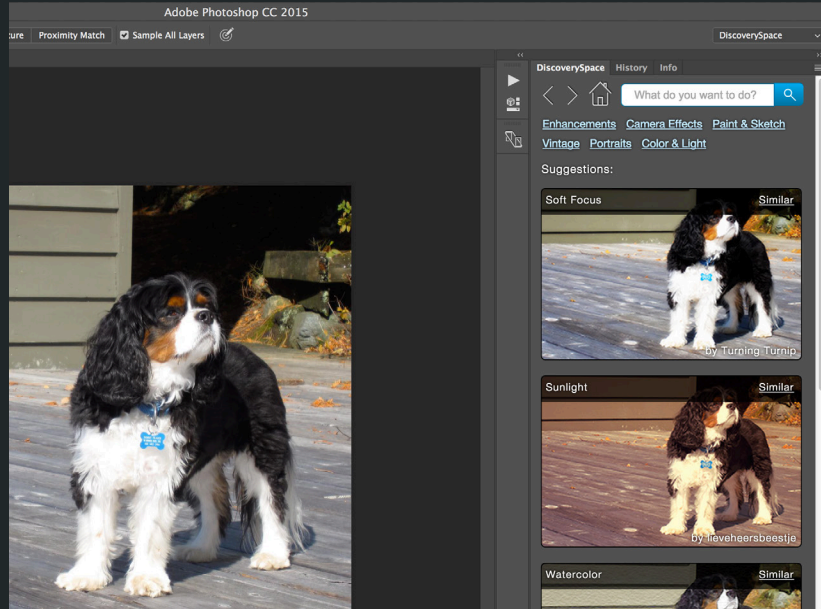 Adobe Photoshop CC 2015
Proximity Match Sample All Layers DiscoverySpace
DiscoverySpace History Info
What do you want to do?
Enhancements Camera Effects Paint & Sketch
Vintage Portraits Color & Light
Suggestions:
Soft Focus Similar
by Turning Turnip
Sunlight Similar
by lieveheersbeestje
Watercolor Similar